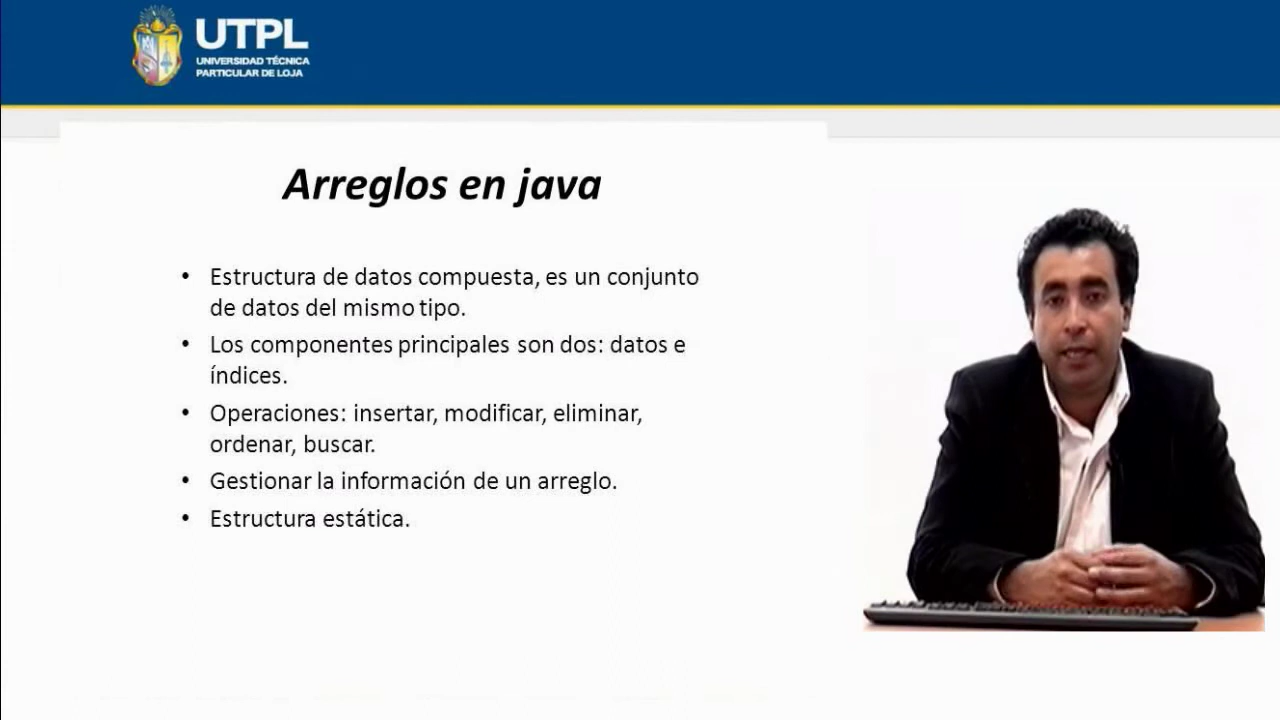 UTPL
UNIVERSIDAD TÉCNICA
PARTICULAR DE LOJA
Arreglos en java
• Estructura de datos compuesta, es un conjunto
de datos del mismo tipo.
• Los componentes principales son dos: datos e
índices.
• Operaciones: insertar, modificar, eliminar,
ordenar, buscar.
• Gestionar la información de un arreglo.
• Estructura estática.